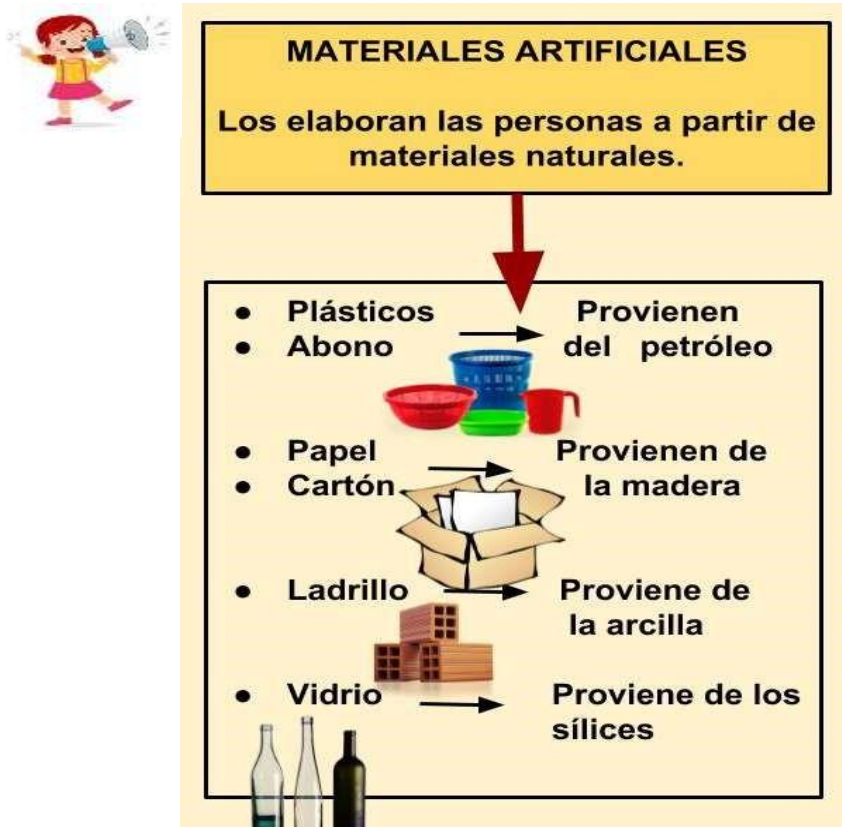 MATERIALES ARTIFICIALES
Los elaboran las personas a partir de
materiales naturales.
● Plásticos Provienen
● Abono del petróleo
● Papel Provienen de
● Cartón la madera
● Ladrillo Proviene de
la arcilla
● Vidrio Proviene de los
sílices